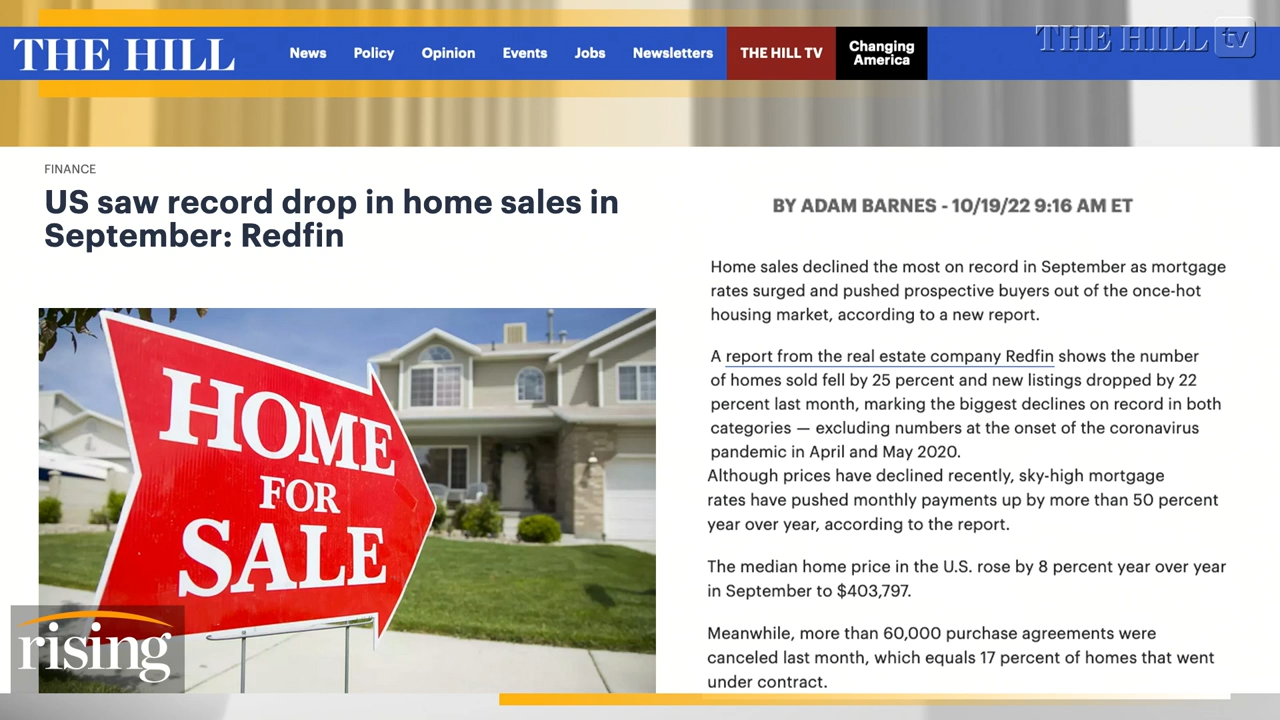 THE HILL
News
Policy
Opinion
Events
Jobs
Newsletters
THE HILL TV
Changing
America
THE HILL tv
FINANCE
US saw record drop in home sales in
September: Redfin
HOME
FOR
SALE
rising
BY ADAM BARNES - 10/19/22 9:16 AM ET
Home sales declined the most on record in September as mortgage
rates surged and pushed prospective buyers out of the once-hot
housing market, according to a new report.
A report from the real estate company Redfin shows the number
of homes sold fell by 25 percent and new listings dropped by 22
percent last month, marking the biggest declines on record in both
categories — excluding numbers at the onset of the coronavirus
pandemic in April and May 2020.
Although prices have declined recently, sky-high mortgage
rates have pushed monthly payments up by more than 50 percent
year over year, according to the report.
The median home price in the U.S. rose by 8 percent year over year
in September to $403,797.
Meanwhile, more than 60,000 purchase agreements were
canceled last month, which equals 17 percent of homes that went
under contract.